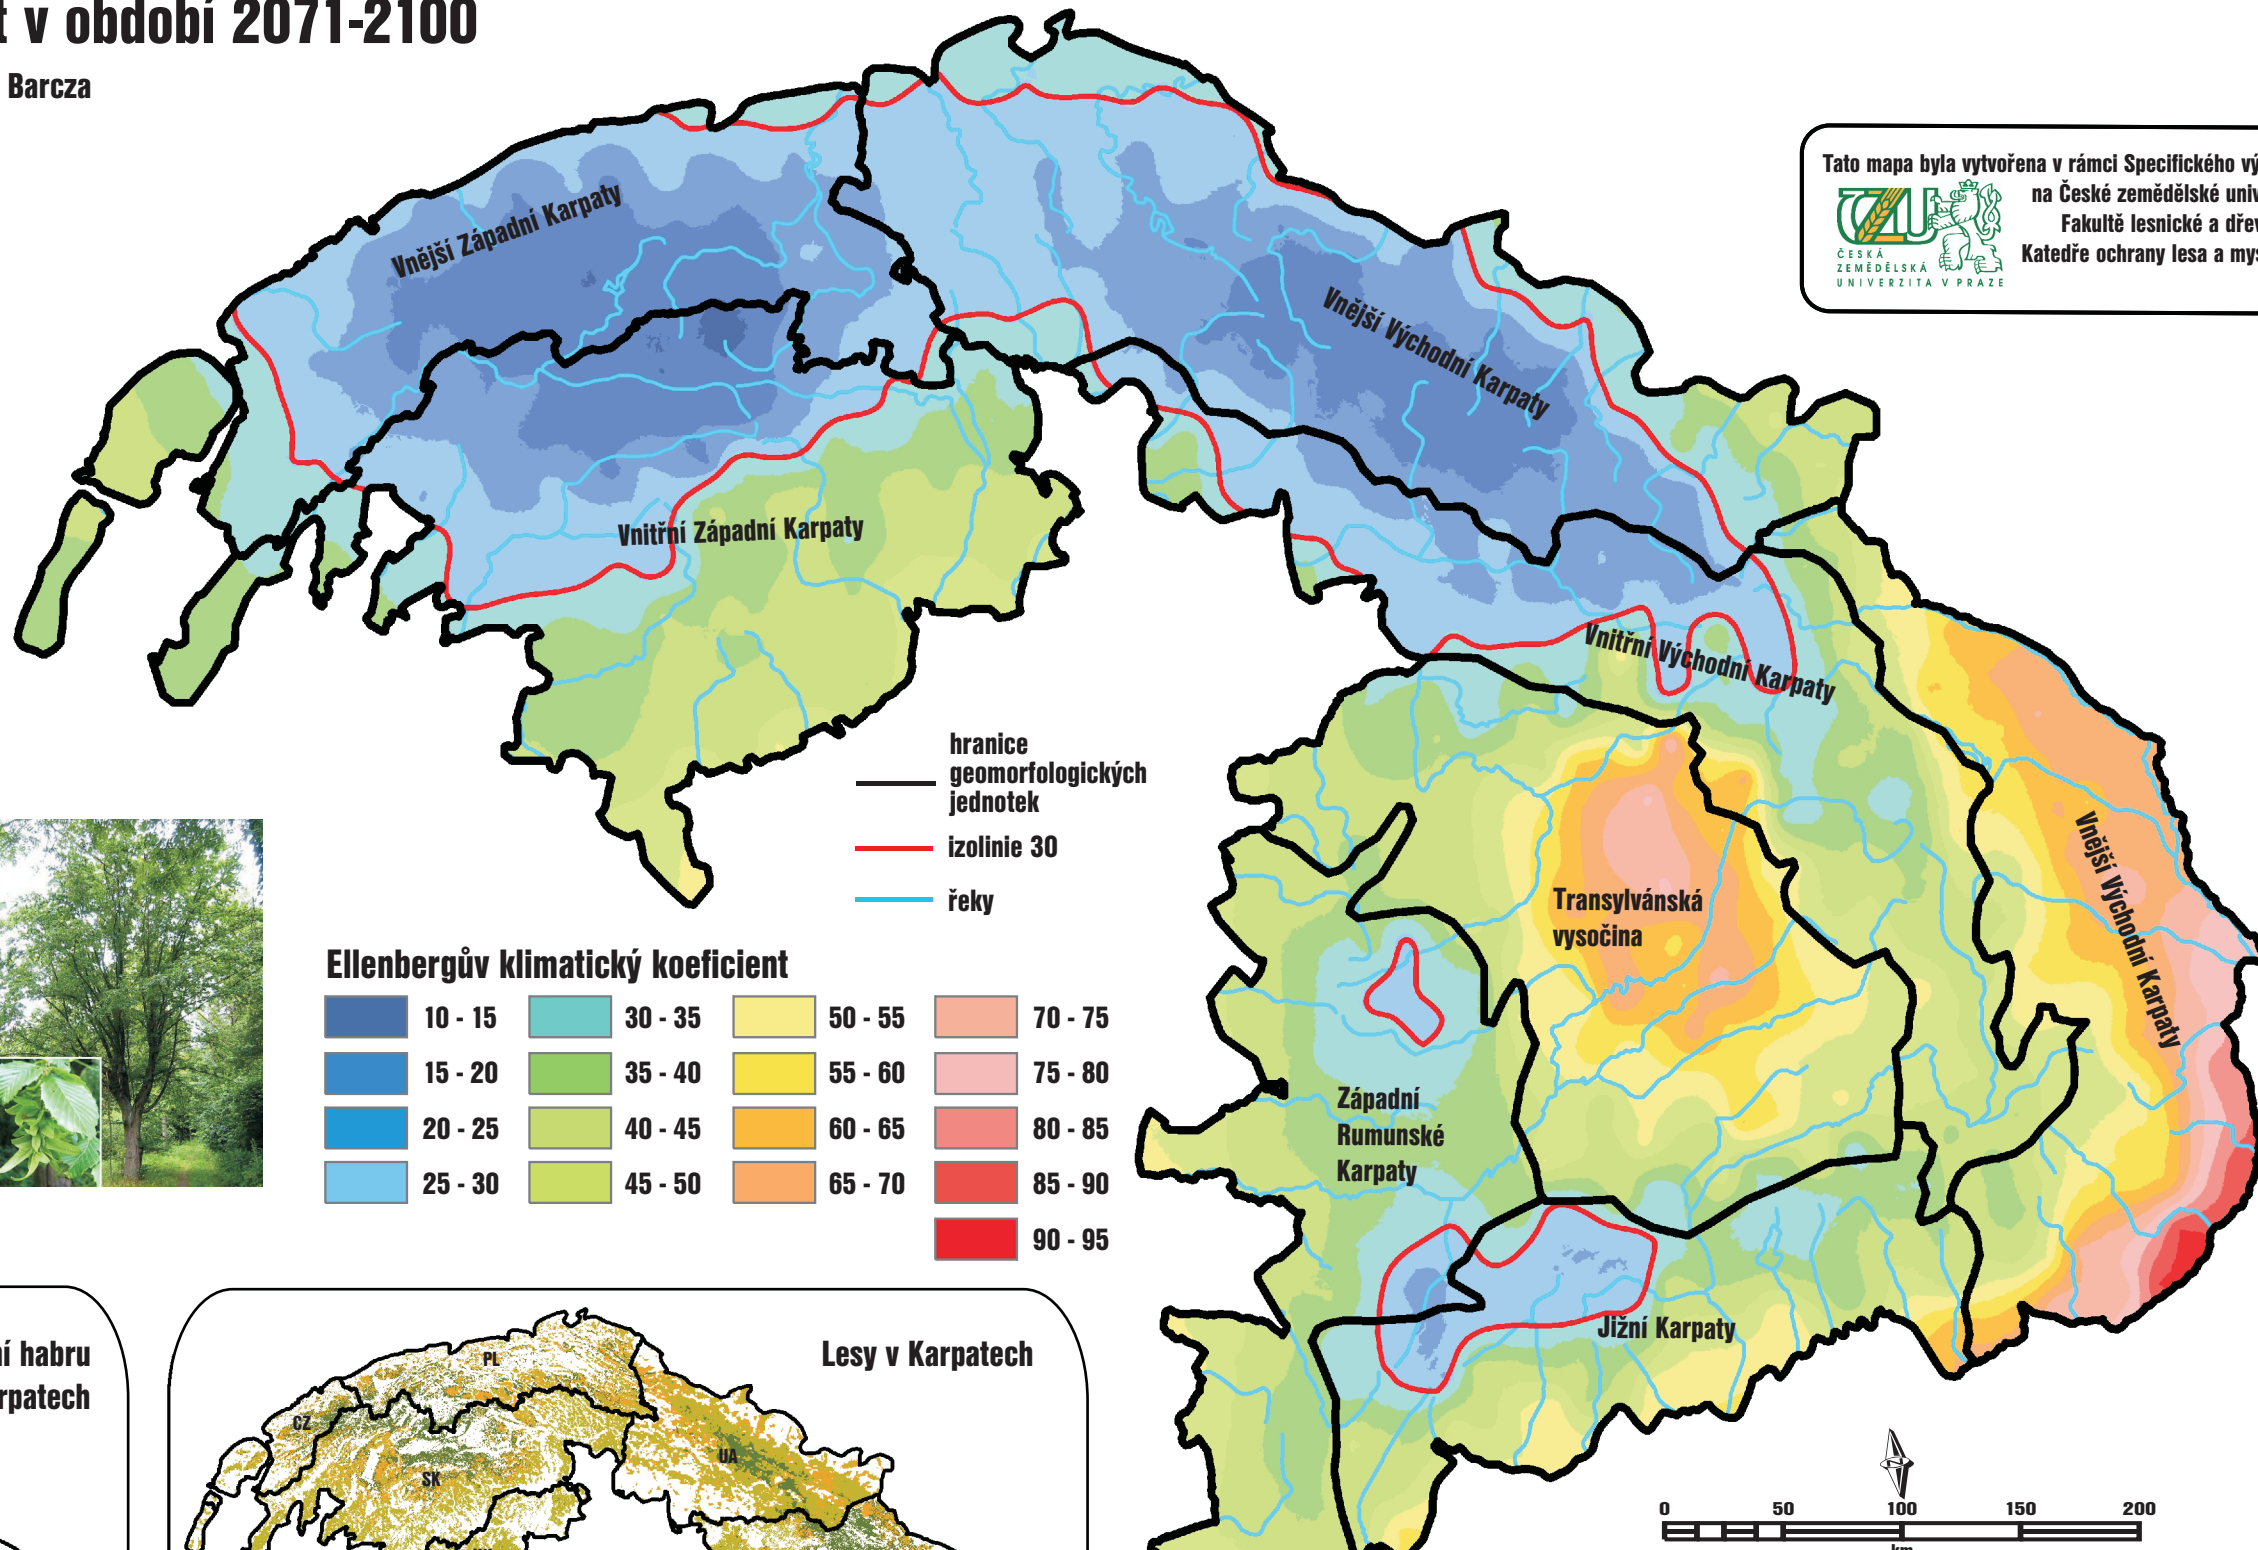 t v období 2071-2100
Barcza
Tato mapa byla vytvořena v rámci Specifického vý
na České zemědělské univ
Fakultě lesnické a dřev
Katedře ochrany lesa a mys
ČZU
ČESKÁ
ZEMĚDĚLSKÁ
UNIVERZITA V PRAZE
Vnější Západní Karpaty
Vnější Východní Karpaty
Vnitřní Západní Karpaty
Vnitřní Východní Karpaty
hranice
geomorfologických
jednotek
izolinie 30
řeky
Vnější Východní Karpaty
Transylvánská
vysočina
Západní
Rumunské
Karpaty
Jižní Karpaty
Ellenbergův klimatický koeficient
10 - 15
30 - 35
50 - 55
70 - 75
15 - 20
35 - 40
55 - 60
75 - 80
20 - 25
40 - 45
60 - 65
80 - 85
25 - 30
45 - 50
65 - 70
85 - 90
90 - 95
ní habru
rpatech
Lesy v Karpatech
PL
CZ
SK
UA
N
0 50 100 150 200
km